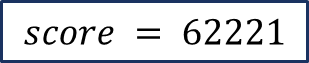 score = 62221